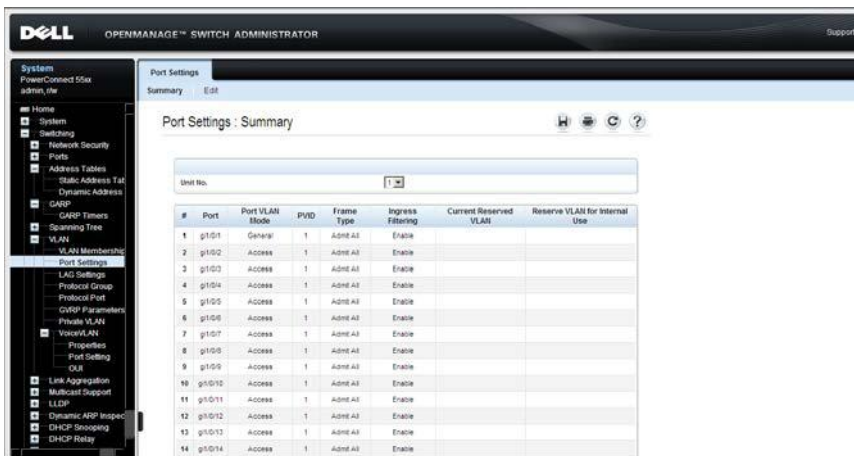 DELL OPENMANAGE™ SWITCH ADMINISTRATOR Support
System
PowerConnect 55xx
admin, r/w
Home
System
Switching
Network Security
Ports
Address Tables
Static Address Tab
Dynamic Address
GARP
GARP Timers
Spanning Tree
VLAN
VLAN Membership
Port Settings
LAG Settings
Protocol Group
Protocol Port
GVRP Parameters
Private VLAN
VoiceVLAN
Properties
Port Setting
OUI
Link Aggregation
Multicast Support
LLDP
Dynamic ARP Inspec
DHCP Snooping
DHCP Relay
Port Settings
Summary Edit
Port Settings : Summary
Unit No. 1
# Port Port VLAN Mode PVID Frame Type Ingress Filtering Current Reserved VLAN Reserve VLAN for Internal Use
1 gi1/0/1 General 1 Admit All Enable
2 gi1/0/2 Access 1 Admit All Enable
3 gi1/0/3 Access 1 Admit All Enable
4 gi1/0/4 Access 1 Admit All Enable
5 gi1/0/5 Access 1 Admit All Enable
6 gi1/0/6 Access 1 Admit All Enable
7 gi1/0/7 Access 1 Admit All Enable
8 gi1/0/8 Access 1 Admit All Enable
9 gi1/0/9 Access 1 Admit All Enable
10 gi1/0/10 Access 1 Admit All Enable
11 gi1/0/11 Access 1 Admit All Enable
12 gi1/0/12 Access 1 Admit All Enable
13 gi1/0/13 Access 1 Admit All Enable
14 gi1/0/14 Access 1 Admit All Enable